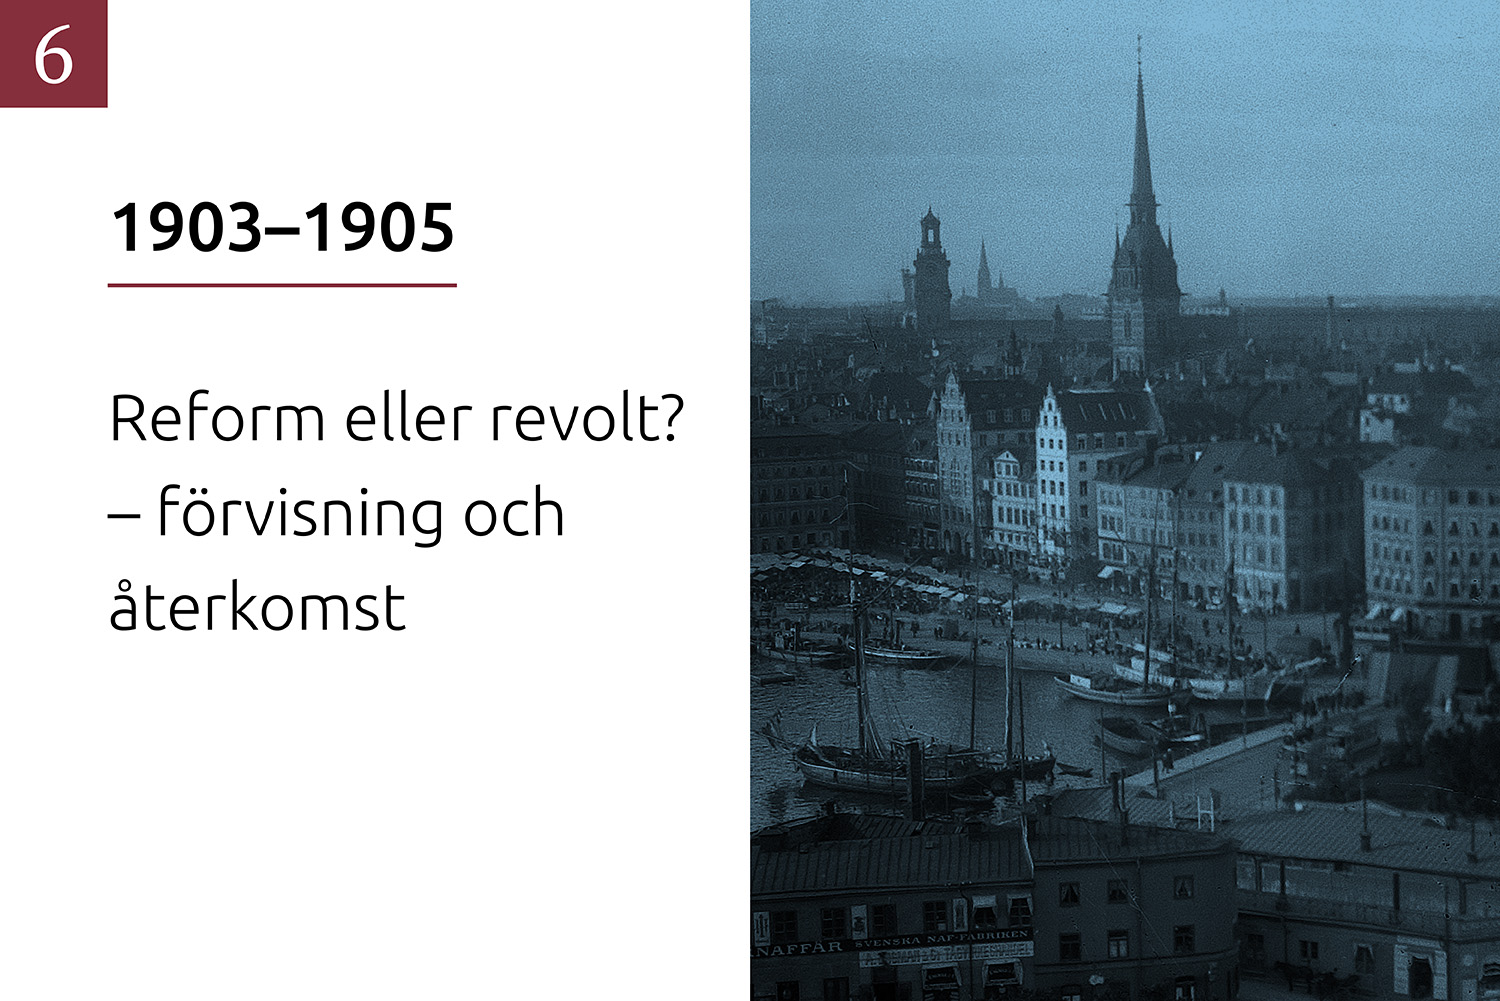 6
1903–1905
Reform eller revolt?
– förvisning och
återkomst
SVENSKA NAF-FABRIKEN